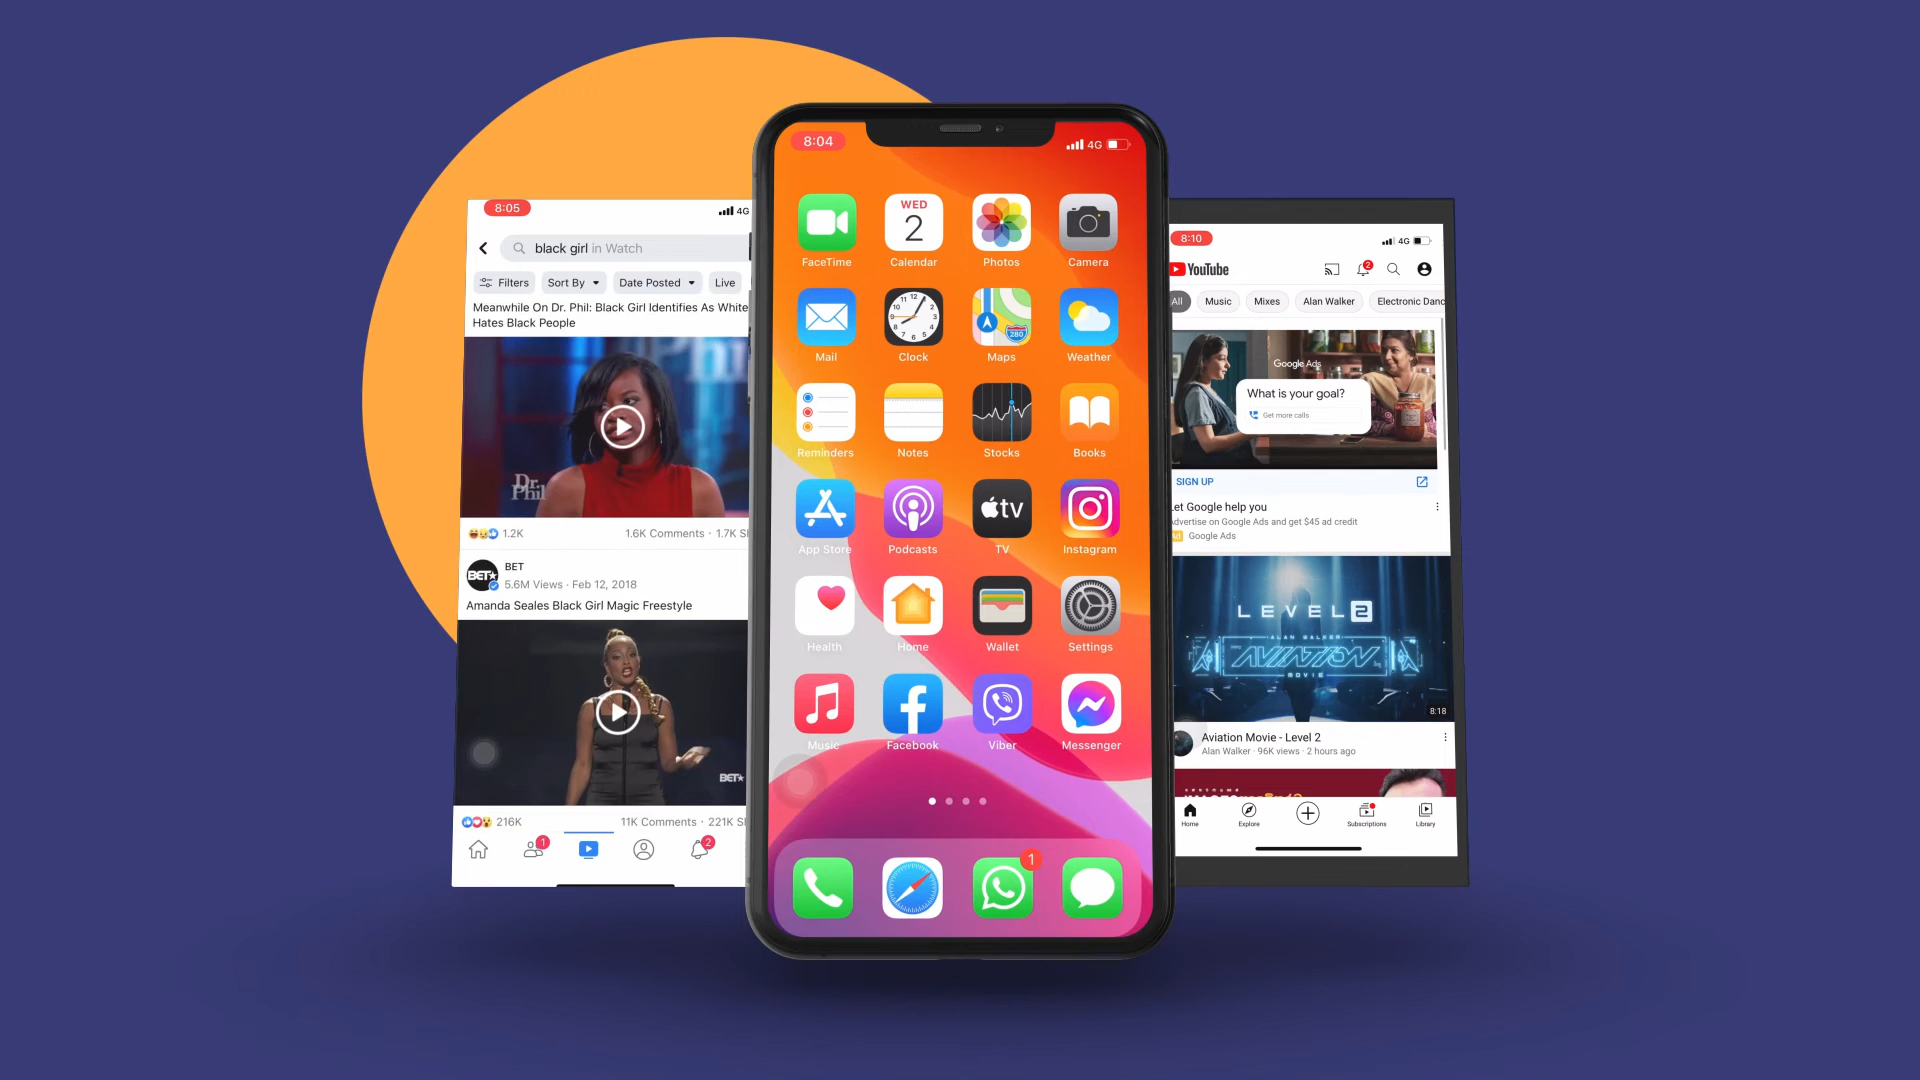 8:05
4G
black girl in Watch
Filters
Sort By
Date Posted
Live
Meanwhile On Dr. Phil: Black Girl Identifies As White
Hates Black People
Dr.
Phil
1.2K
1.6K Comments · 1.7K
BET
5.6M Views · Feb 12, 2018
Amanda Seales Black Girl Magic Freestyle
BET
216K
11K Comments · 221K
1
2
8:04
4G
WED
2
FaceTime
Calendar
Photos
Camera
280
Mail
Clock
Maps
Weather
Reminders
Notes
Stocks
Books
tv
App Store
Podcasts
TV
Instagram
Health
Home
Wallet
Settings
Music
Facebook
Viber
Messenger
1
8:10
4G
YouTube
2
All
Music
Mixes
Alan Walker
Electronic Danc
Google Ads
What is your goal?
Get more calls
SIGN UP
Let Google help you
Advertise on Google Ads and get $45 ad credit
Ad Google Ads
LEVEL 2
ALAN WALKER
AVIATION
MOVIE
8:18
Aviation Movie - Level 2
Alan Walker · 96K views · 2 hours ago
Home
Explore
Subscriptions
Library